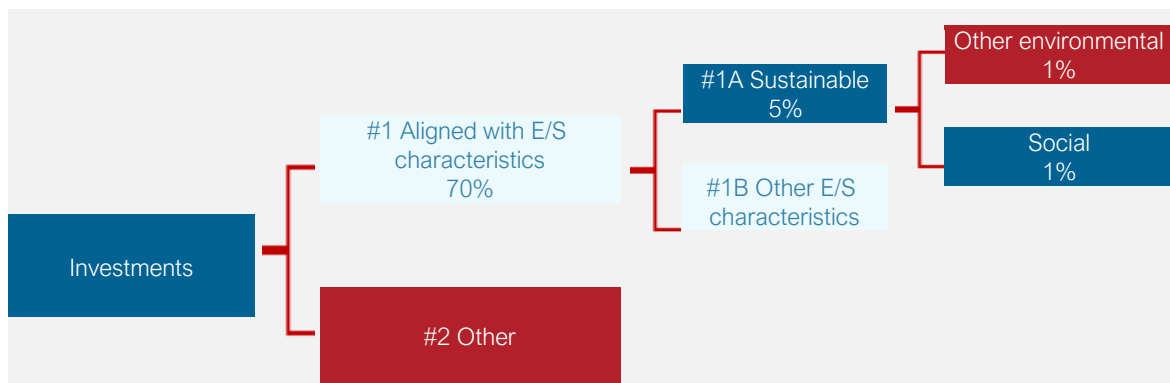 Investments
#1 Aligned with E/S
characteristics
70%
#2 Other
#1A Sustainable
5%
#1B Other E/S
characteristics
Other environmental
1%
Social
1%